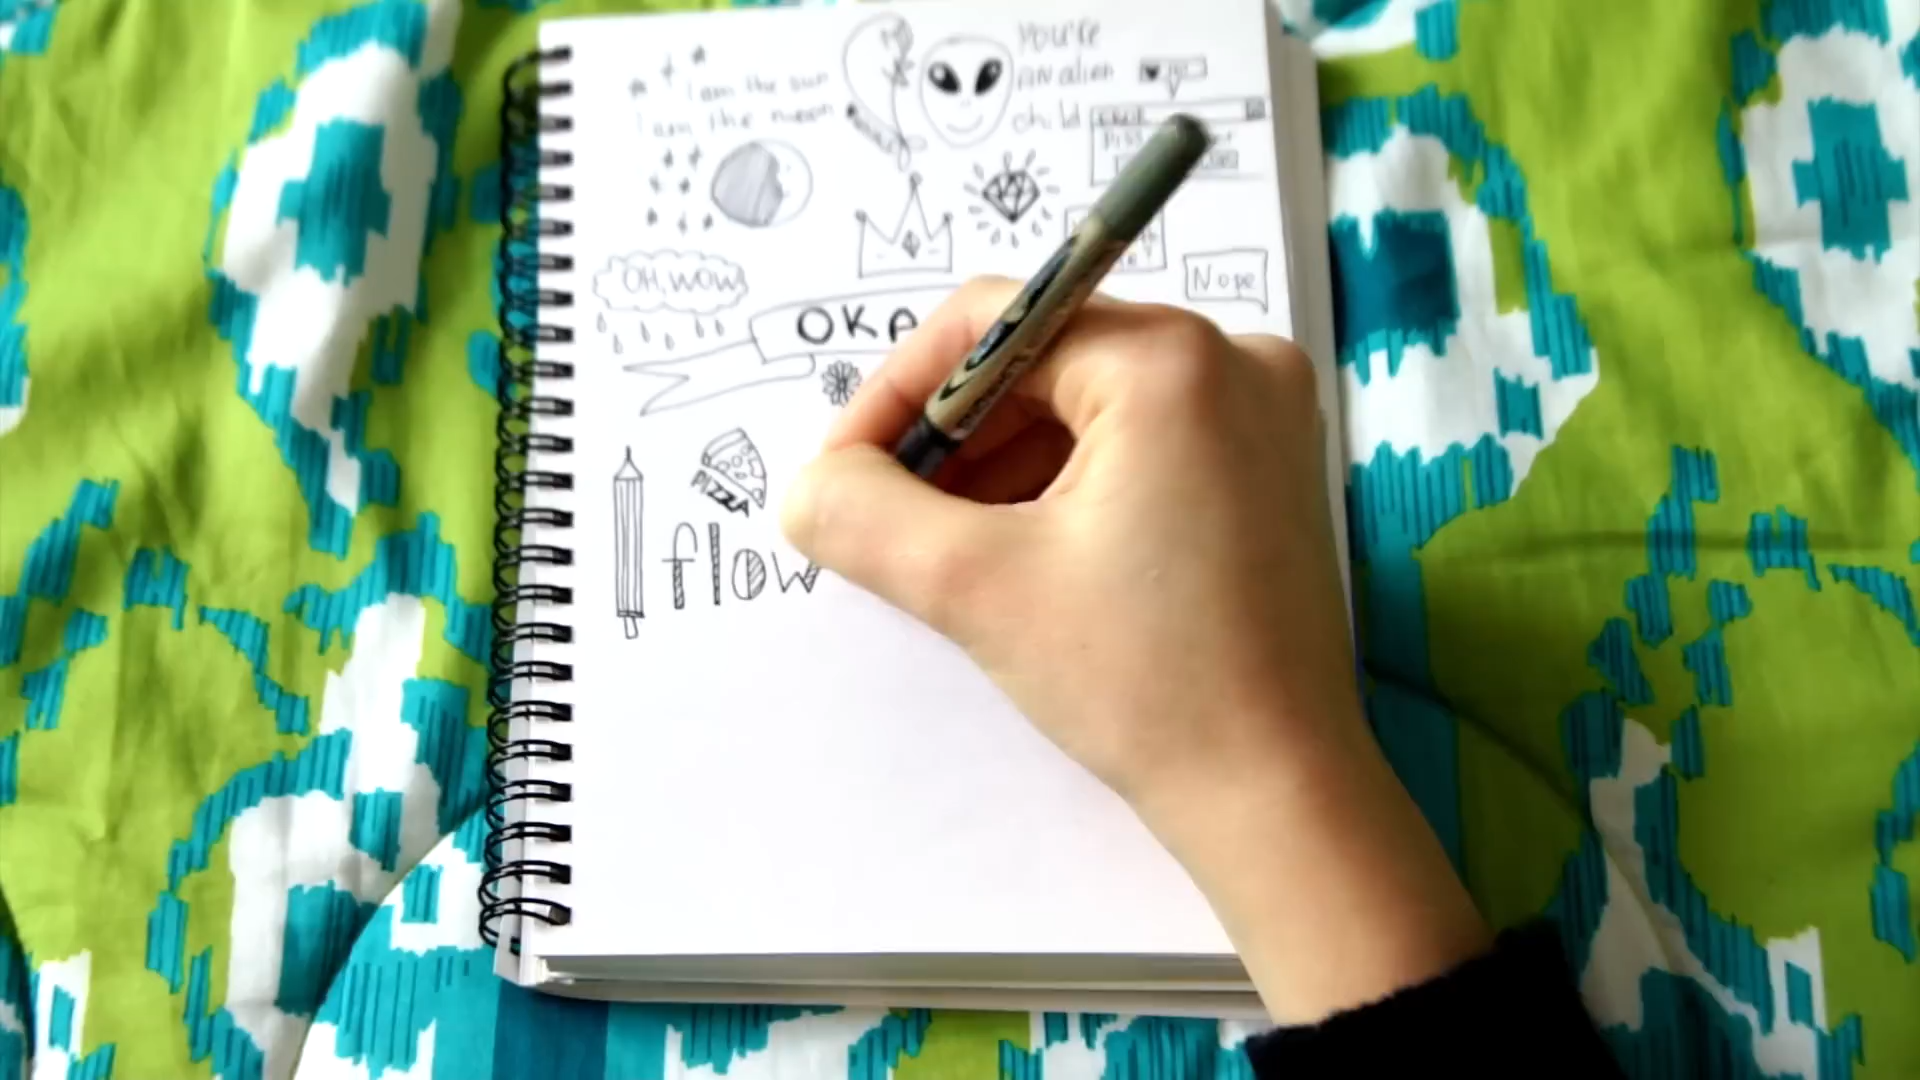 You're
an alien
child
I am the sun
I am the moon
OH, WOW
Nope
OKA
PIZZA
flow